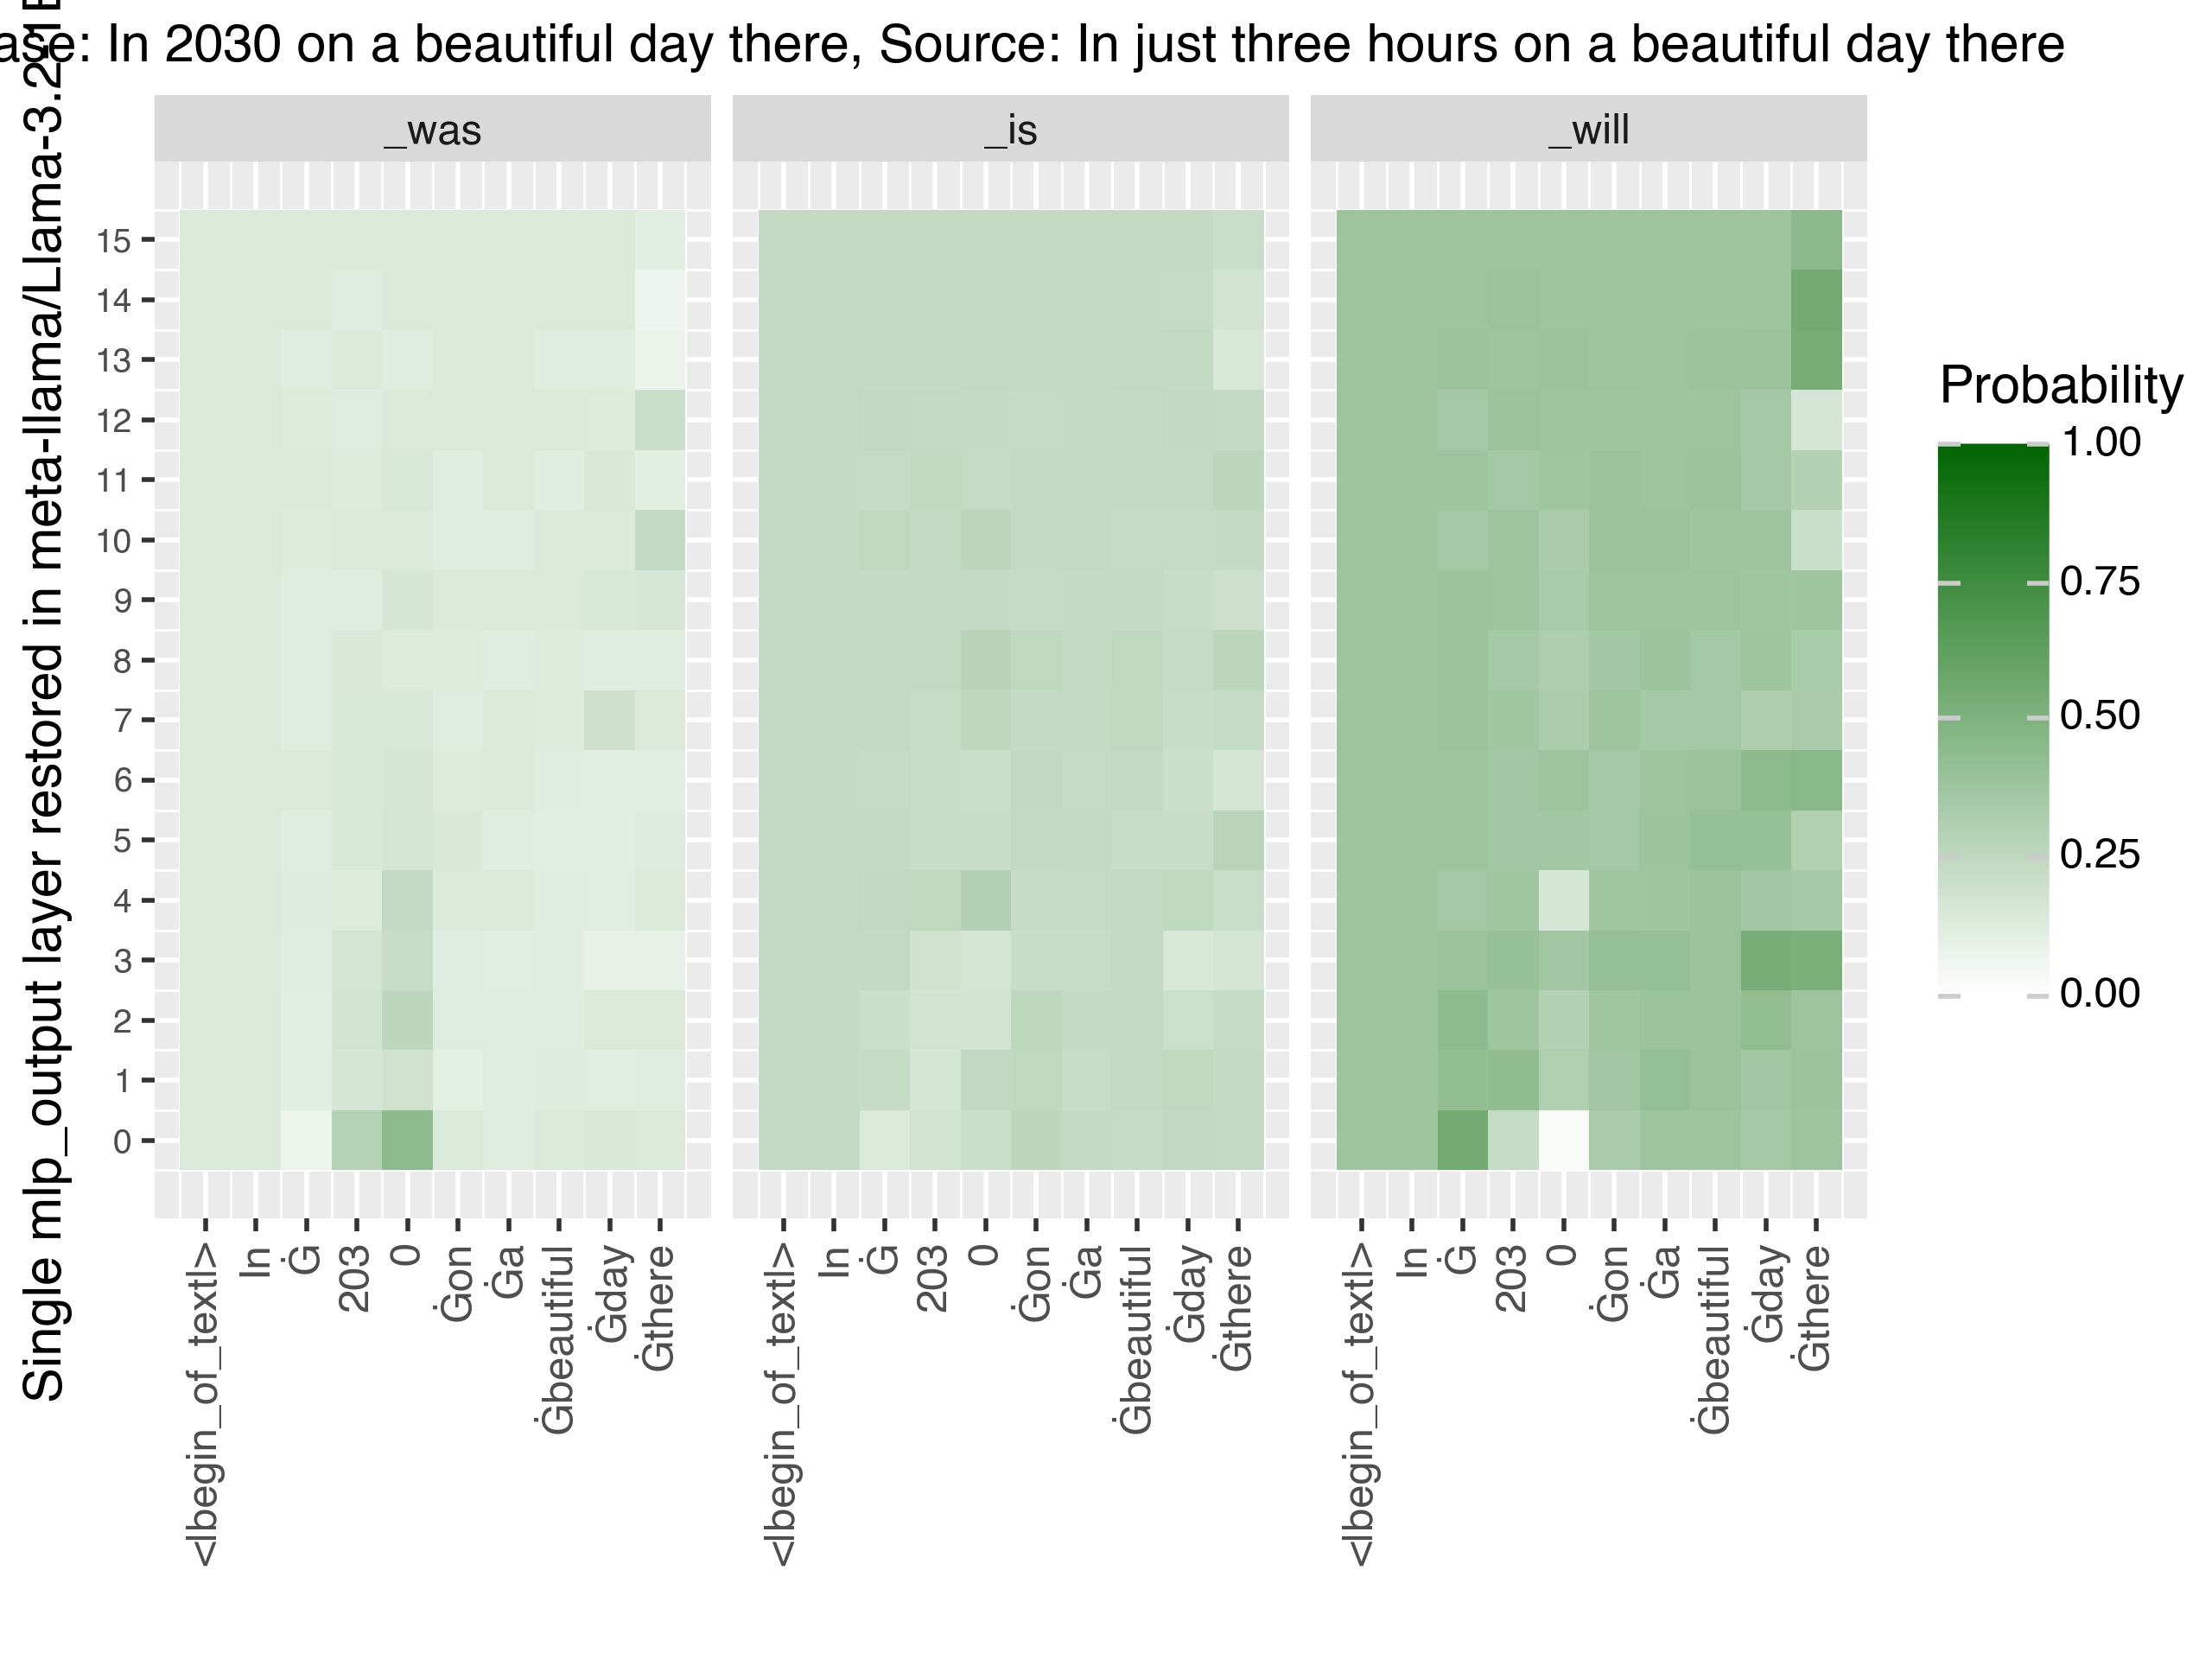 ase: In 2030 on a beautiful day there, Source: In just three hours on a beautiful day there
Single mlp_output layer restored in meta-llama/Llama-3.2-1B
_was
_is
_will
15
14
13
12
11
10
9
8
7
6
5
4
3
2
1
0
<|begin_of_text|>
In
Ġ
203
0
Ġon
Ġa
Ġbeautiful
Ġday
Ġthere
<|begin_of_text|>
In
Ġ
203
0
Ġon
Ġa
Ġbeautiful
Ġday
Ġthere
<|begin_of_text|>
In
Ġ
203
0
Ġon
Ġa
Ġbeautiful
Ġday
Ġthere
Probability
1.00
0.75
0.50
0.25
0.00